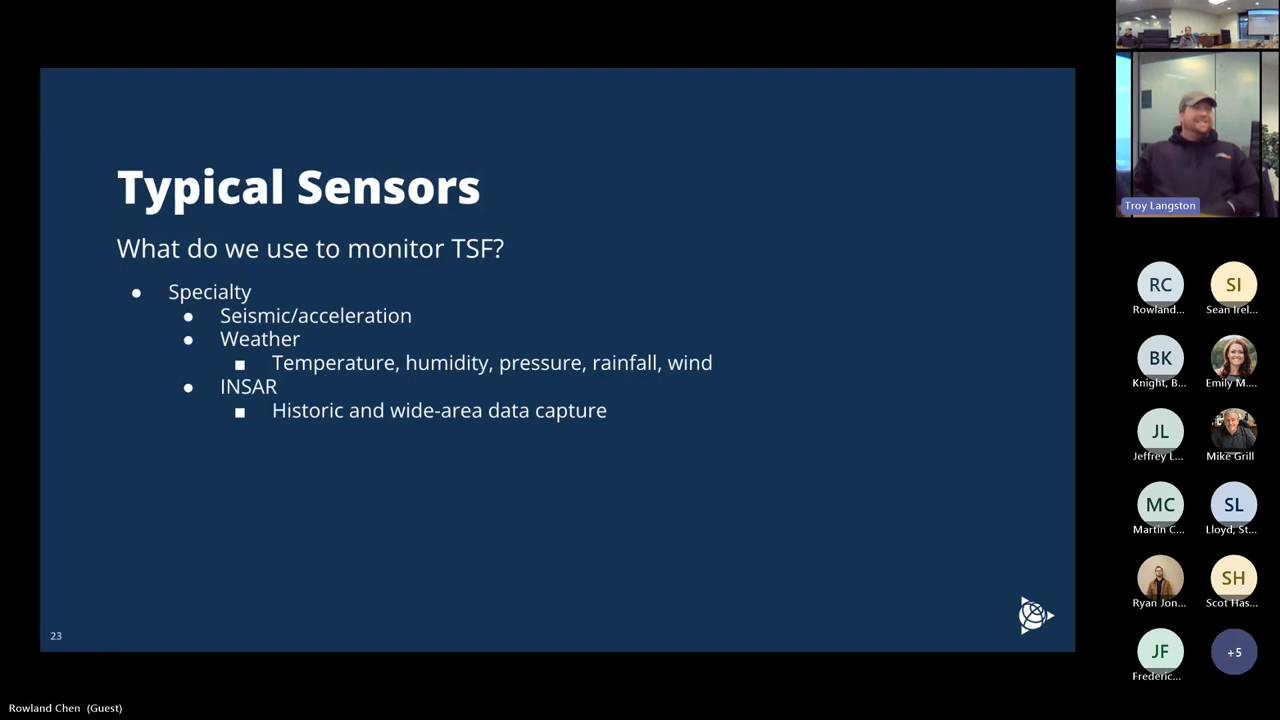 Typical Sensors
What do we use to monitor TSF?
● Specialty
● Seismic/acceleration
● Weather
■ Temperature, humidity, pressure, rainfall, wind
● INSAR
■ Historic and wide-area data capture
23
Troy Langston
RC
SI
Rowland...
Sean Irel...
BK
Knight, B...
Emily M....
JL
Jeffrey L...
Mike Grill
MC
SL
Martin C...
Lloyd, St...
Ryan Jon...
SH
Scot Has...
JF
+5
Frederic...
Rowland Chen (Guest)